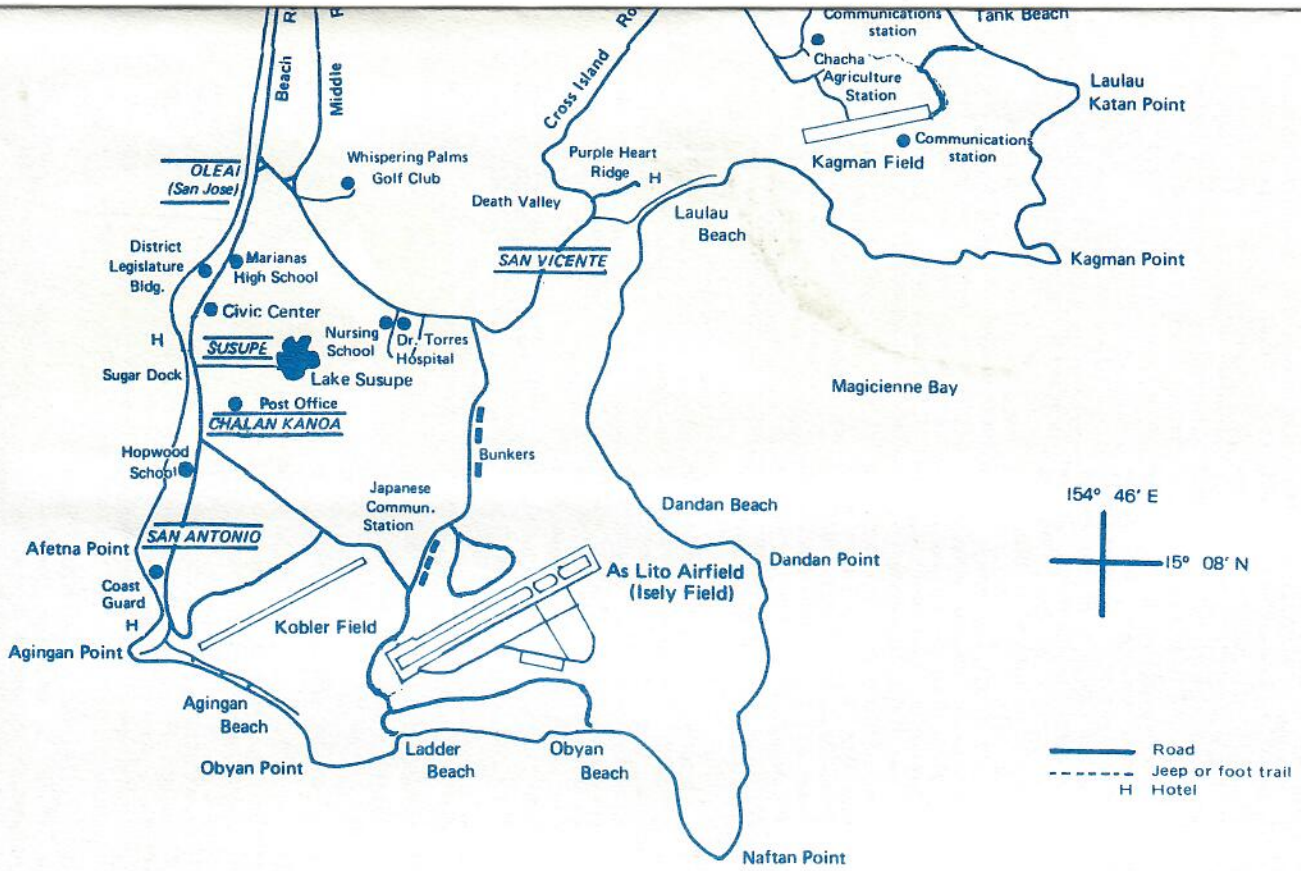 Beach
Middle
Cross Island
Communications
station
Tank Beach
Chacha
Agriculture
Station
Laulau
Katan Point
Communications
station
Kagman Field
OLEAI
(San Jose)
Whispering Palms
Golf Club
Purple Heart
Ridge
H
Death Valley
Laulau
Beach
SAN VICENTE
Kagman Point
District
Legislature
Bldg.
Marianas
High School
Civic Center
H
SUSUPE
Nursing
School
Dr. Torres
Hospital
Sugar Dock
Lake Susupe
Magicienne Bay
Post Office
CHALAN KANOA
Hopwood
School
Bunkers
Japanese
Commun.
Station
Dandan Beach
154° 46' E
15° 08' N
SAN ANTONIO
Afetna Point
Dandan Point
Coast
Guard
As Lito Airfield
(Isely Field)
H
Kobler Field
Agingan Point
Agingan
Beach
Obyan Point
Ladder
Beach
Obyan
Beach
Road
Jeep or foot trail
H Hotel
Naftan Point